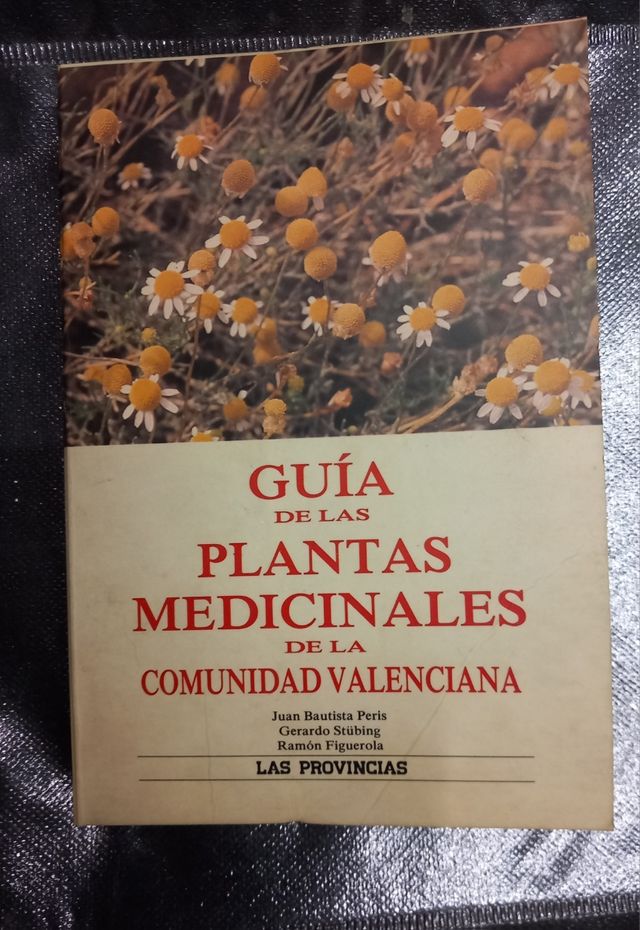 GUÍA
DE LAS
PLANTAS
MEDICINALES
DE LA
COMUNIDAD VALENCIANA
Juan Bautista Peris
Gerardo Stübing
Ramón Figuerola
LAS PROVINCIAS